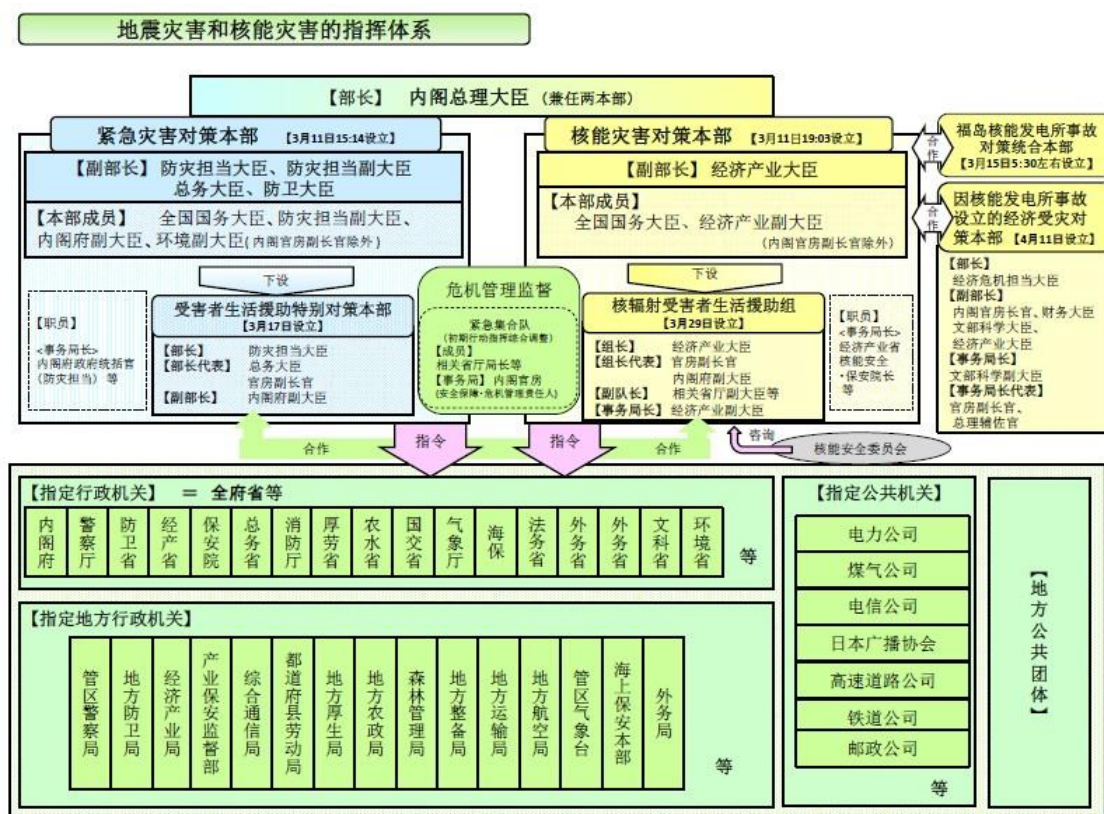 地震灾害和核能灾害的指挥体系
【部长】 内阁总理大臣（兼任两本部）
紧急灾害对策本部 【3月11日15:14设立】
【副部长】防灾担当大臣、防灾担当副大臣
总务大臣、防卫大臣
【本部成员】 全国国务大臣、防灾担当副大臣、
内阁府副大臣、环境副大臣(内阁官房副长官除外)
下设
【职员】
<事务局长>
内阁府政府统括官
（防灾担当）等
受害者生活援助特别对策本部
【3月17日设立】
【部长】 防灾担当大臣
【部长代表】 总务大臣
官房副长官
【副部长】 内阁府副大臣
危机管理监督
紧急集合队
（初期行动指挥综合调整）
【成员】
相关省厅局长等
【事务局】内阁官房
(安全保障·危机管理责任人)
核能灾害对策本部 【3月11日19:03设立】
【副部长】经济产业大臣
【本部成员】
全国国务大臣、经济产业副大臣
（内阁官房副长官除外）
下设
核辐射受害者生活援助组
【3月29日设立】
【组长】 经济产业大臣
【组长代表】 官房副长官
内阁府副大臣
【副队长】 相关省厅副大臣等
【事务局长】 经济产业副大臣
【职员】
<事务局长>
经济产业省
核能安全
·保安院长
等
合作
福岛核能发电所事故
对策统合本部
【3月15日5:30左右设立】
合作
因核能发电所事故
设立的经济受灾对
策本部 【4月11日设立】
【部长】
经济危机担当大臣
【副部长】
内阁官房长官、财务大臣
文部科学大臣、
经济产业大臣
【事务局长】
文部科学副大臣
【事务局长代表】
官房副长官、
总理辅佐官
合作
指令
指令
合作
咨询
核能安全委员会
【指定行政机关】 ＝ 全府省等
内阁府
警察厅
防卫省
经产省
保安院
总务省
消防厅
厚劳省
农水省
国交省
气象厅
海保
法务省
外务省
外务省
文科省
环境省
等
【指定地方行政机关】
管区警察局
地方防卫局
经济产业局
产业保安监督部
综合通信局
都道府县劳动局
地方厚生局
地方农政局
森林管理局
地方整备局
地方运输局
地方航空局
管区气象台
海上保安本部
外务局
等
【指定公共机关】
电力公司
煤气公司
电信公司
日本广播协会
高速道路公司
铁道公司
邮政公司
等
【地方公共团体】